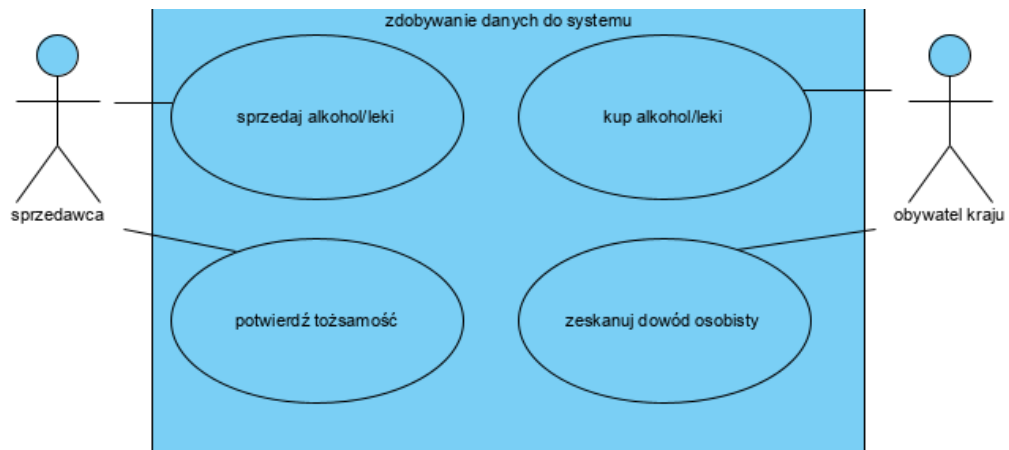 zdobywanie danych do systemu
sprzedaj alkohol/leki
kup alkohol/leki
sprzedawca
obywatel kraju
potwierdź tożsamość
zeskanuj dowód osobisty